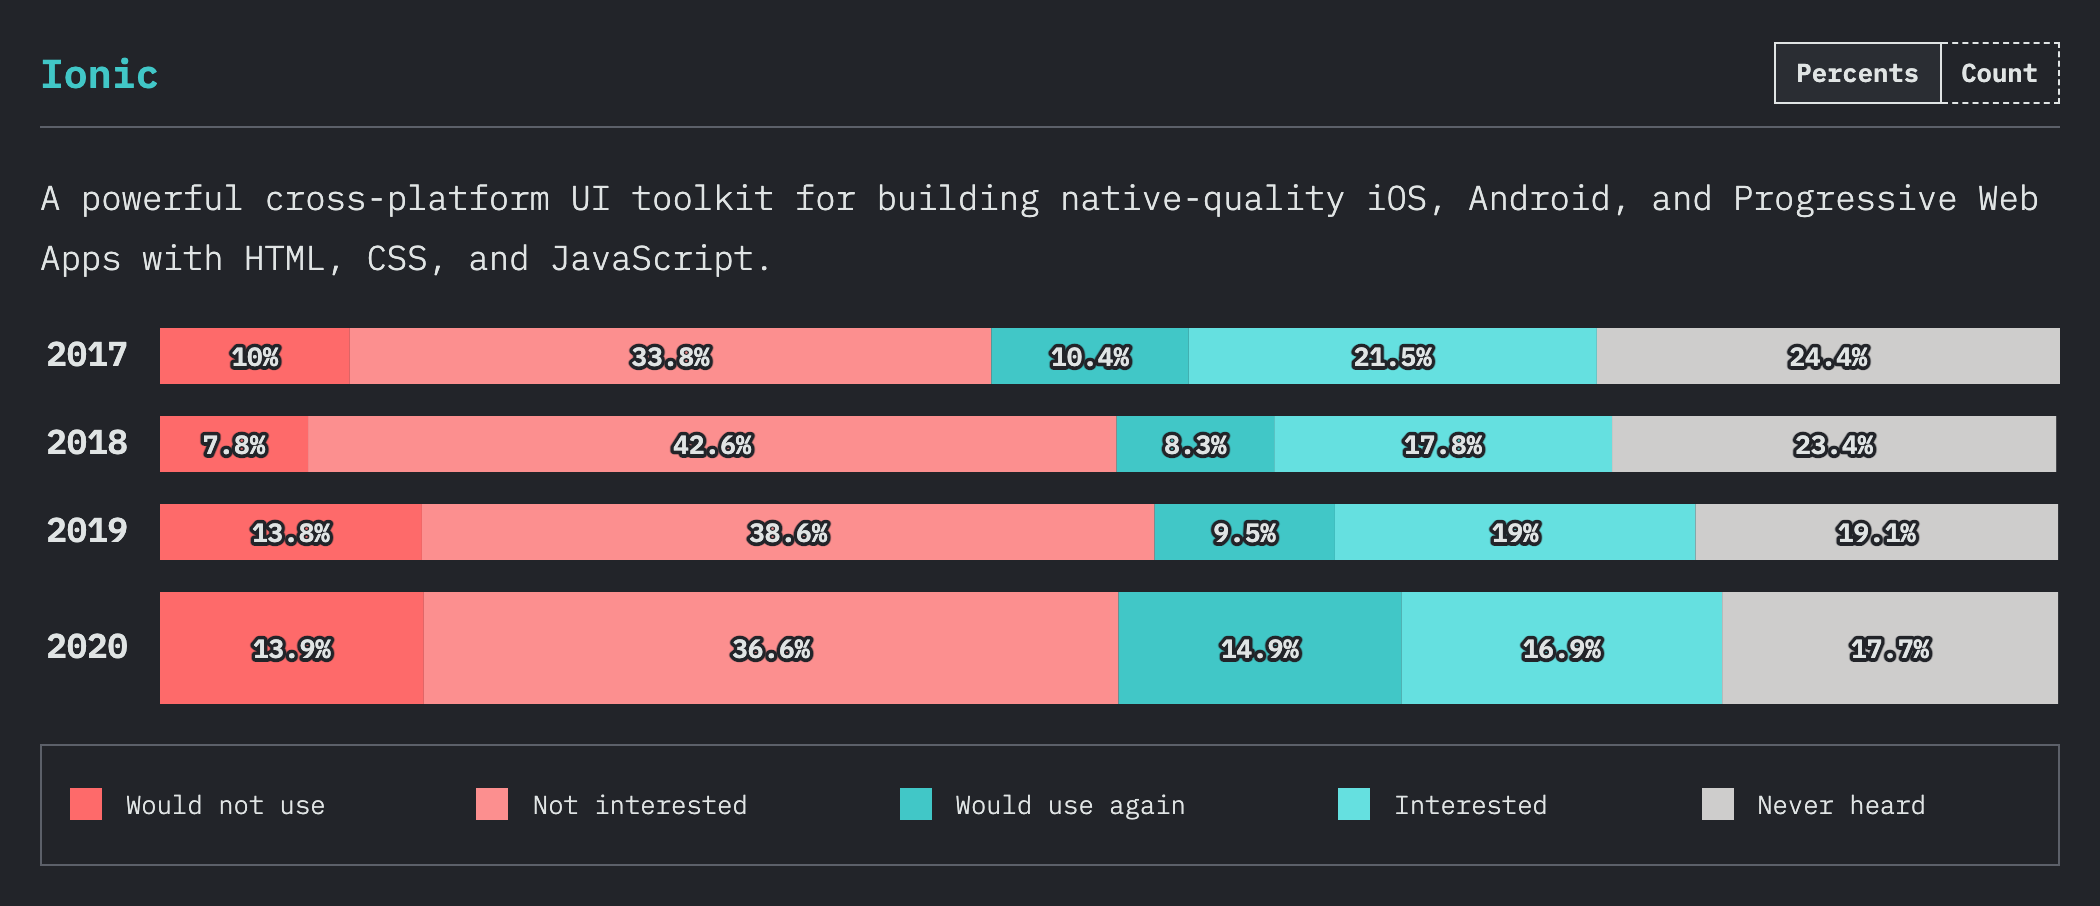 Ionic
Percents Count
A powerful cross-platform UI toolkit for building native-quality iOS, Android, and Progressive Web
Apps with HTML, CSS, and JavaScript.
2017 10% 33.8% 10.4% 21.5% 24.4%
2018 7.8% 42.6% 8.3% 17.8% 23.4%
2019 13.8% 38.6% 9.5% 19% 19.1%
2020 13.9% 36.6% 14.9% 16.9% 17.7%
Would not use Not interested Would use again Interested Never heard